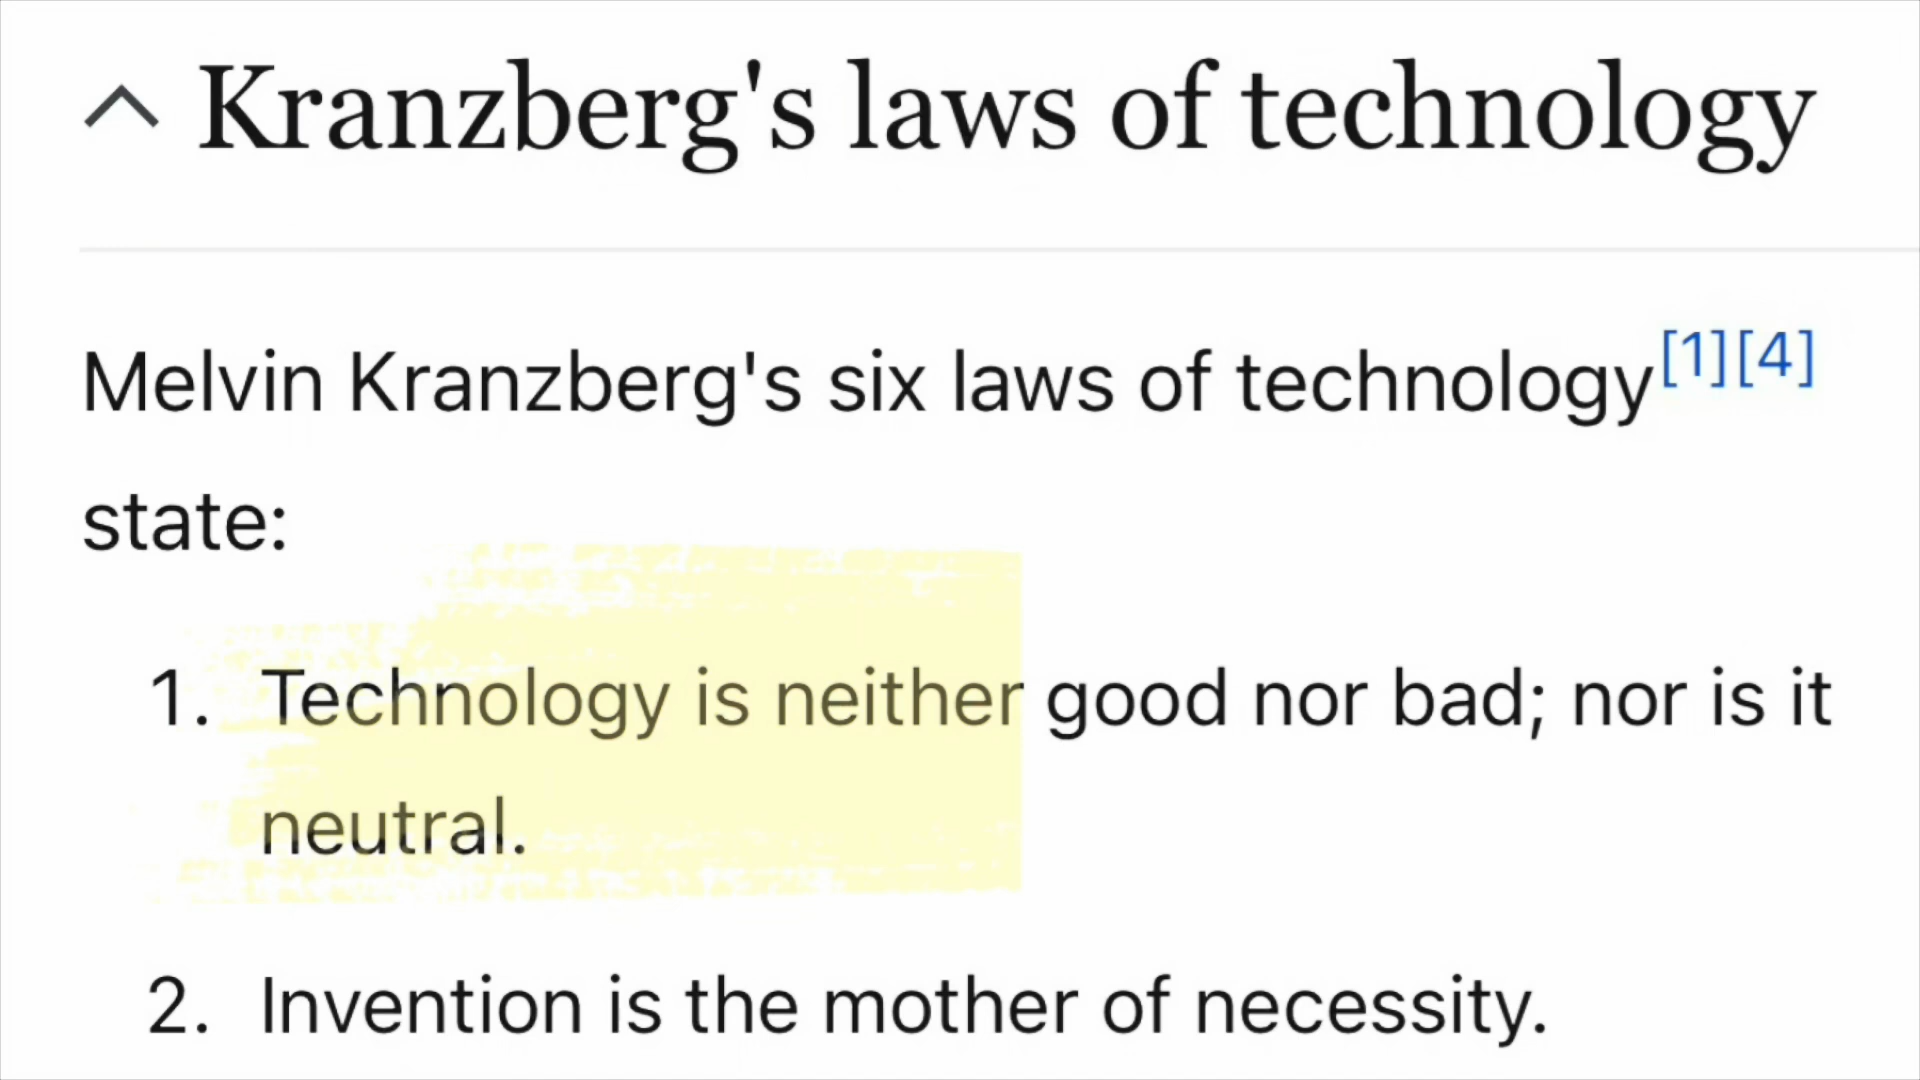 Kranzberg's laws of technology
Melvin Kranzberg's six laws of technology[1][4]
state:
1. Technology is neither good nor bad; nor is it
neutral.
2. Invention is the mother of necessity.